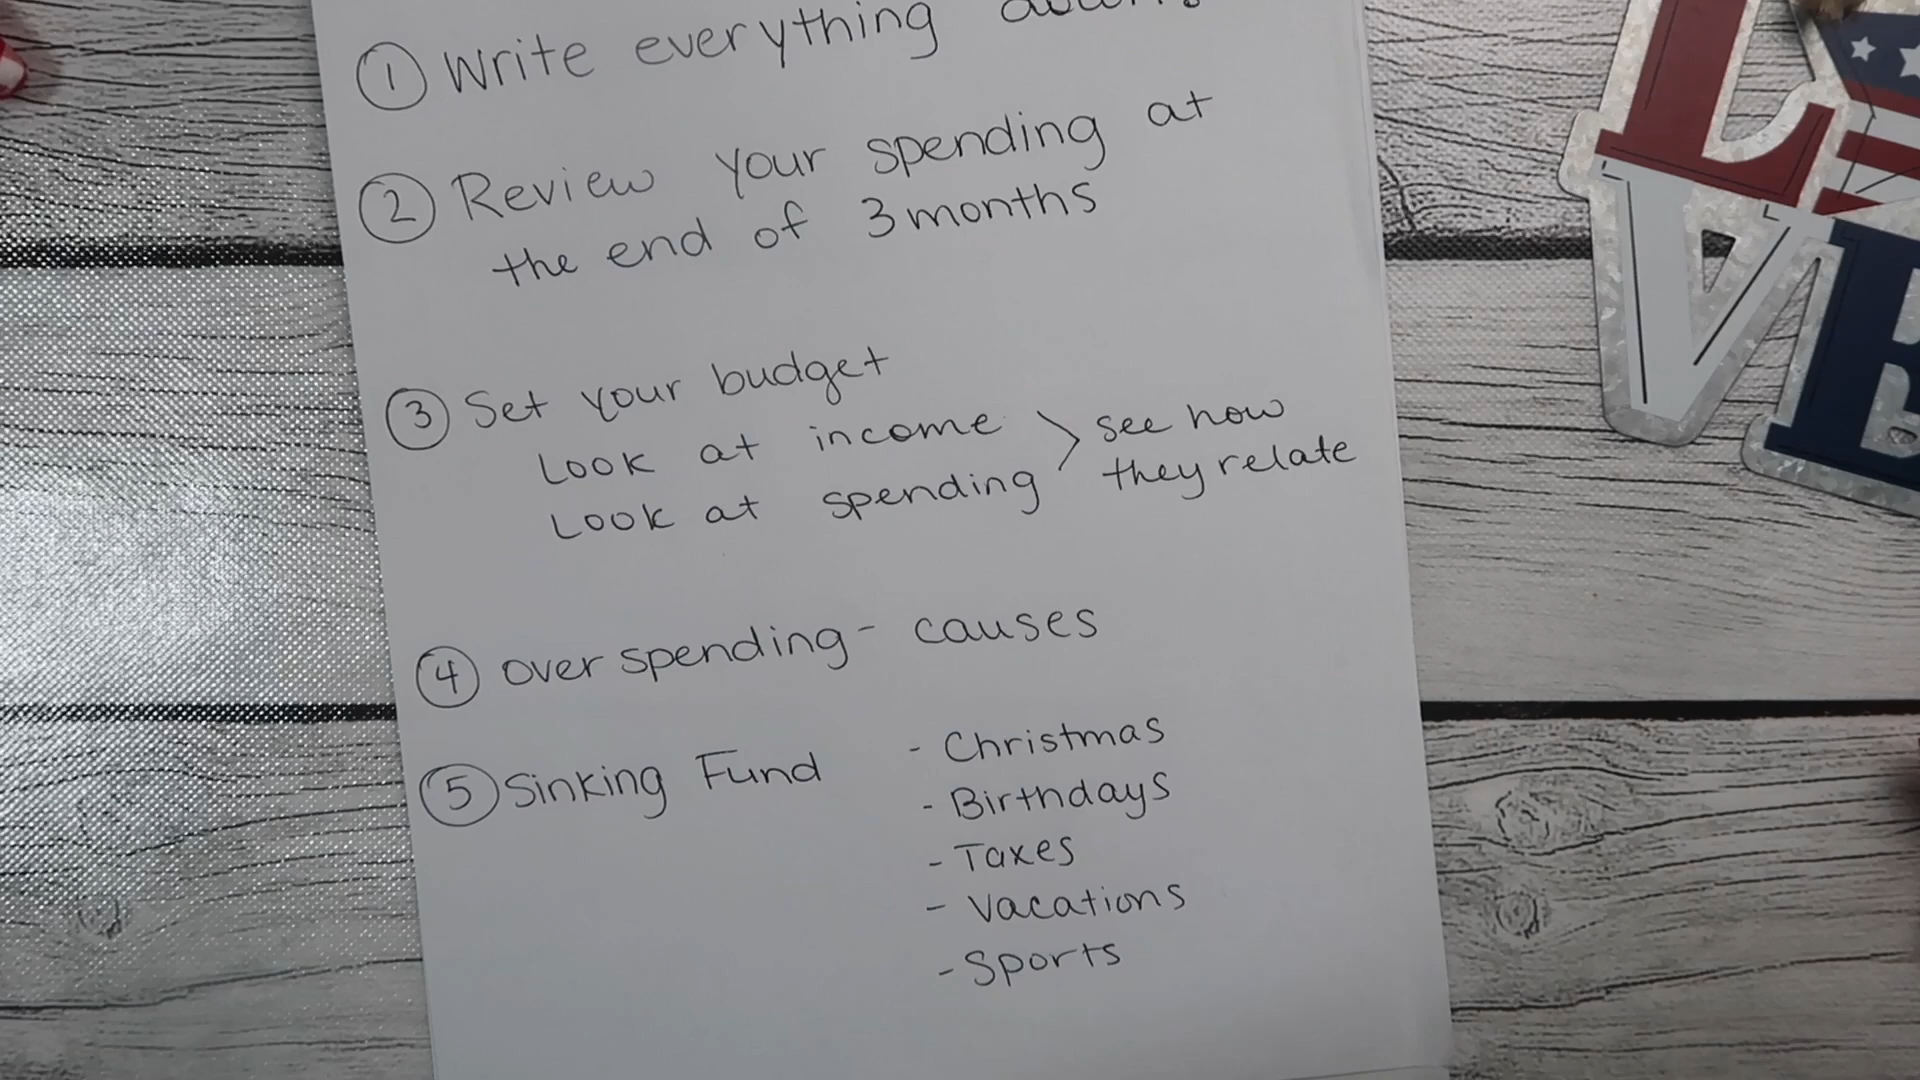 ① Write everything down!
② Review your spending at
the end of 3 months
③ Set your budget
Look at income > see how
Look at spending they relate
④ over spending - causes
⑤ Sinking Fund - Christmas
- Birthdays
- Taxes
- Vacations
- Sports
L
VE